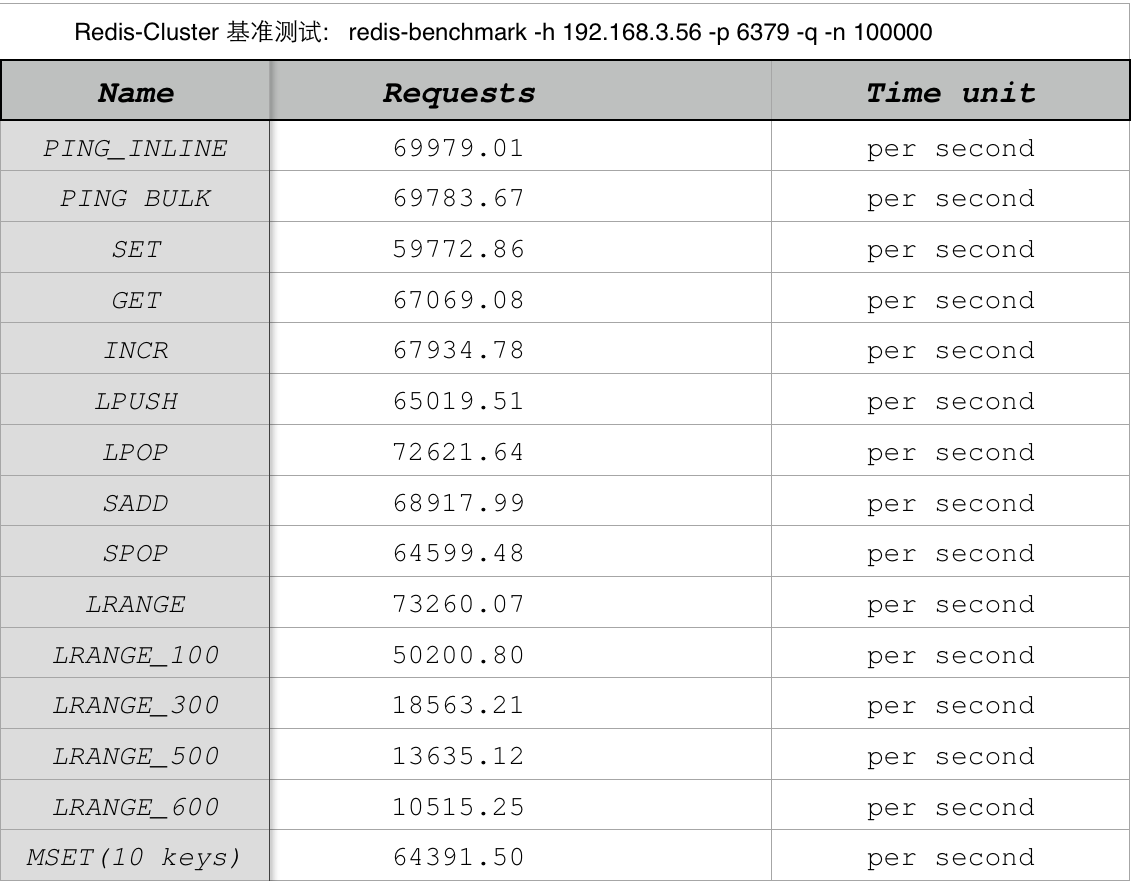 Redis-Cluster 基准测试: redis-benchmark -h 192.168.3.56 -p 6379 -q -n 100000
Name Requests Time unit
PING_INLINE 69979.01 per second
PING BULK 69783.67 per second
SET 59772.86 per second
GET 67069.08 per second
INCR 67934.78 per second
LPUSH 65019.51 per second
LPOP 72621.64 per second
SADD 68917.99 per second
SPOP 64599.48 per second
LRANGE 73260.07 per second
LRANGE_100 50200.80 per second
LRANGE_300 18563.21 per second
LRANGE_500 13635.12 per second
LRANGE_600 10515.25 per second
MSET(10 keys) 64391.50 per second